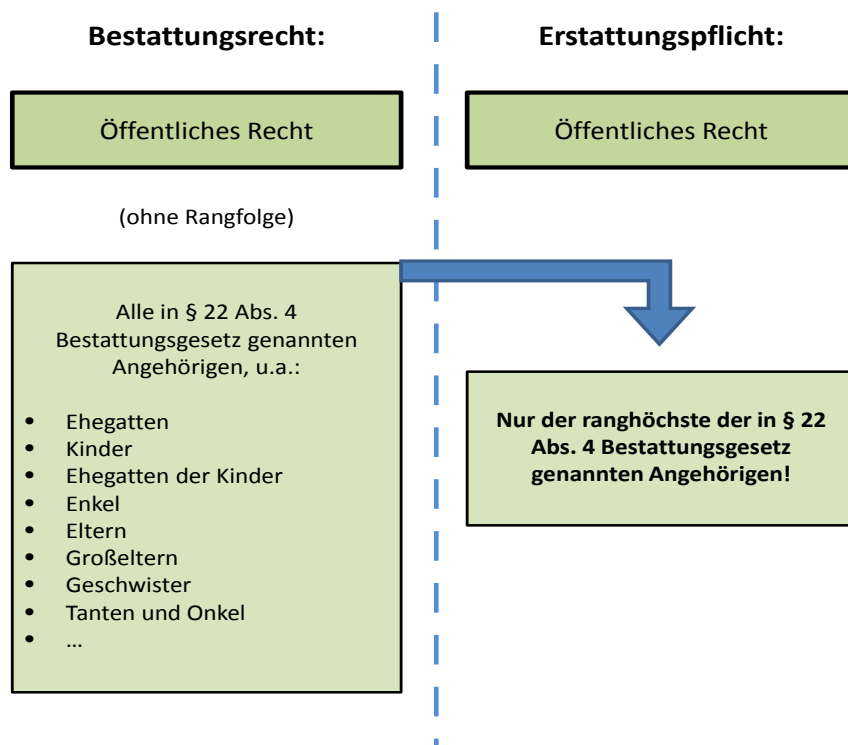 Bestattungsrecht:
Öffentliches Recht
(ohne Rangfolge)
Alle in § 22 Abs. 4
Bestattungsgesetz genannten
Angehörigen, u.a.:
• Ehegatten
• Kinder
• Ehegatten der Kinder
• Enkel
• Eltern
• Großeltern
• Geschwister
• Tanten und Onkel
• ...
Erstattungspflicht:
Öffentliches Recht
Nur der ranghöchste der in § 22
Abs. 4 Bestattungsgesetz
genannten Angehörigen!